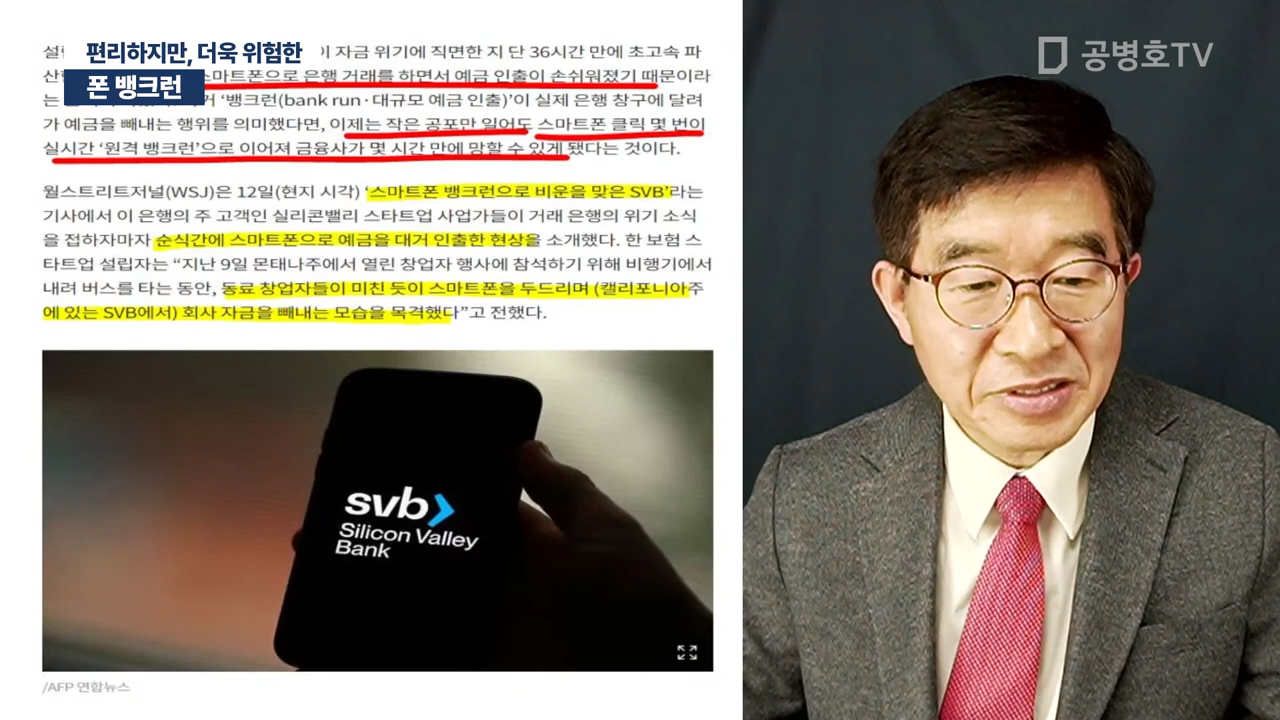 편리하지만, 더욱 위험한
폰 뱅크런
공병호TV
자금 위기에 직면한 지 단 36시간 만에 초고속 파
스마트폰으로 은행 거래를 하면서 예금 인출이 손쉬워졌기 때문이라
는 ‘뱅크런(bank run·대규모 예금 인출)’이 실제 은행 창구에 달려
가 예금을 빼내는 행위를 의미했다면, 이제는 작은 공포만 일어도 스마트폰 클릭 몇 번이
실시간 ‘원격 뱅크런’으로 이어져 금융사가 몇 시간 만에 망할 수 있게 됐다는 것이다.
월스트리트저널(WSJ)은 12일(현지 시각) ‘스마트폰 뱅크런으로 비운을 맞은 SVB’라는
기사에서 이 은행의 주 고객인 실리콘밸리 스타트업 사업가들이 거래 은행의 위기 소식
을 접하자마자 순식간에 스마트폰으로 예금을 대거 인출한 현상을 소개했다. 한 보험 스
타트업 설립자는 “지난 9일 몬태나주에서 열린 창업자 행사에 참석하기 위해 비행기에서
내려 버스를 타는 동안, 동료 창업자들이 미친 듯이 스마트폰을 두드리며 (캘리포니아주
에 있는 SVB에서) 회사 자금을 빼내는 모습을 목격했다”고 전했다.
svb
Silicon Valley
Bank
/AFP 연합뉴스